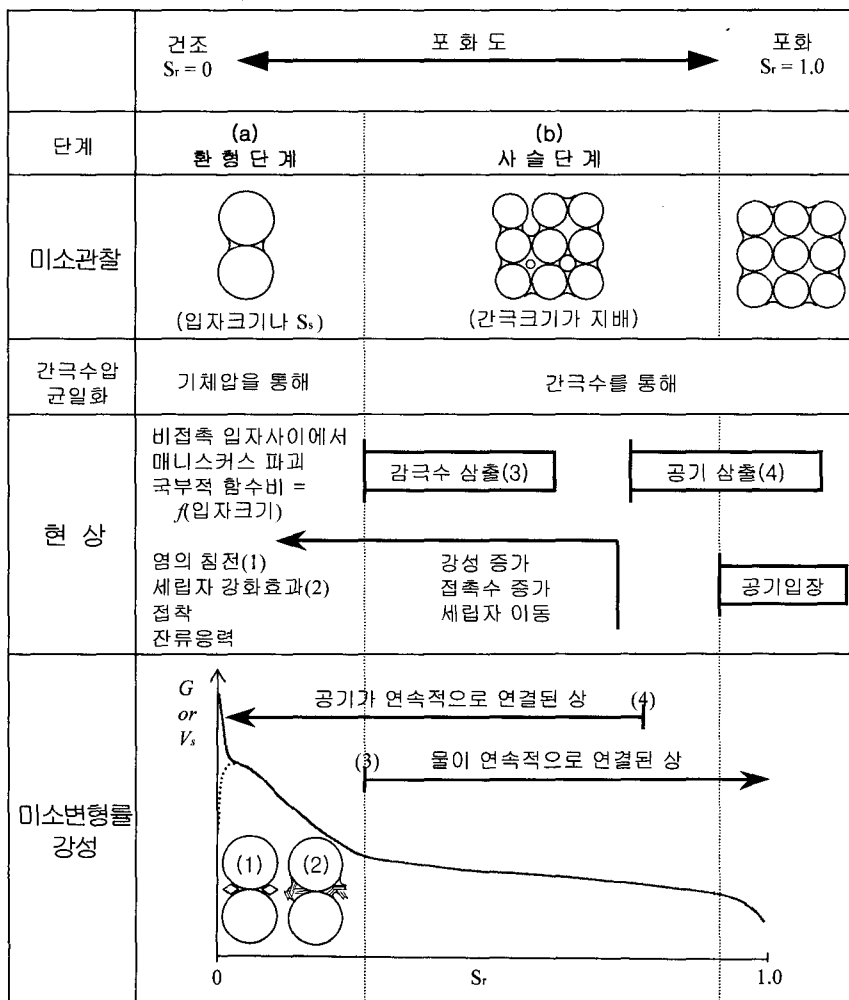 건조
Sr = 0
포 화 도
포화
Sr = 1.0
단계
(a)
환 형 단 계
(b)
사 슬 단 계
미소관찰
(입자크기나 Ss)
(간극크기가 지배)
간극수압
균일화
기체압을 통해
간극수를 통해
현 상
비접촉 입자사이에서
매니스커스 파괴
국부적 함수비 =
f(입자크기)
감극수 삼출(3)
공기 삼출(4)
염의 침전(1)
세립자 강화효과(2)
접착
잔류응력
강성 증가
접촉수 증가
세립자 이동
공기입장
미소변형률
강성
G
or
Vs
공기가 연속적으로 연결된 상
(4)
(3)
물이 연속적으로 연결된 상
(1)
(2)
0
Sr
1.0